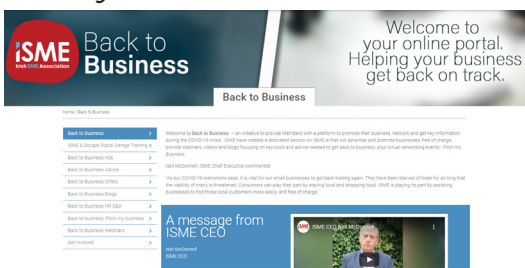 iSME
Irish SME Association
Back to
Business
Welcome to
your online portal.
Helping your business
get back on track.
Back to Business
Home / Back to Business
Back to Business
ISME & Google Digital Garage Training
Back to Business Ads
Back to Business Advice
Back to Business Offers
Back to Business Blogs
Back to Business HR Q&A
Back to business: Pitch my business
Back to Business Webinars
Get Involved
Welcome to Back to Business – an initiative to provide Members with a platform to promote their business, network and get key information
during the COVID-19 crisis. ISME have created a dedicated section on ISME.ie that will advertise and promote businesses, free of charge,
provide webinars, videos and blogs focusing on key tools and advice needed to get back to business, plus virtual networking events - Pitch my
Business.
Neil McDonnell, ISME Chief Executive commented:
"As our COVID-19 restrictions ease, it is vital for our small businesses to get back trading again. They have been starved of trade for so long that
the viability of many is threatened. Consumers can play their part by staying local and shopping local. ISME is playing its part by assisting
businesses to find those local customers more easily, and free of charge."
A message from
ISME CEO
Neil McDonnell
ISME CEO
iSME
ISME CEO Neil McDonnell